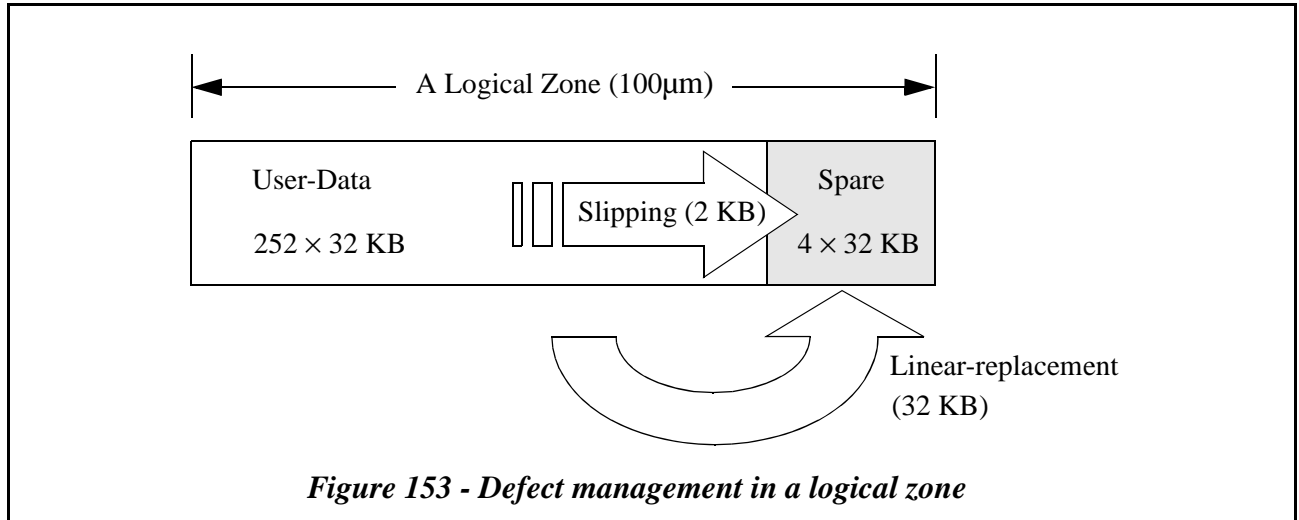 A Logical Zone (100μm)
User-Data
252 × 32 KB
Slipping (2 KB)
Spare
4 × 32 KB
Linear-replacement
(32 KB)
Figure 153 - Defect management in a logical zone